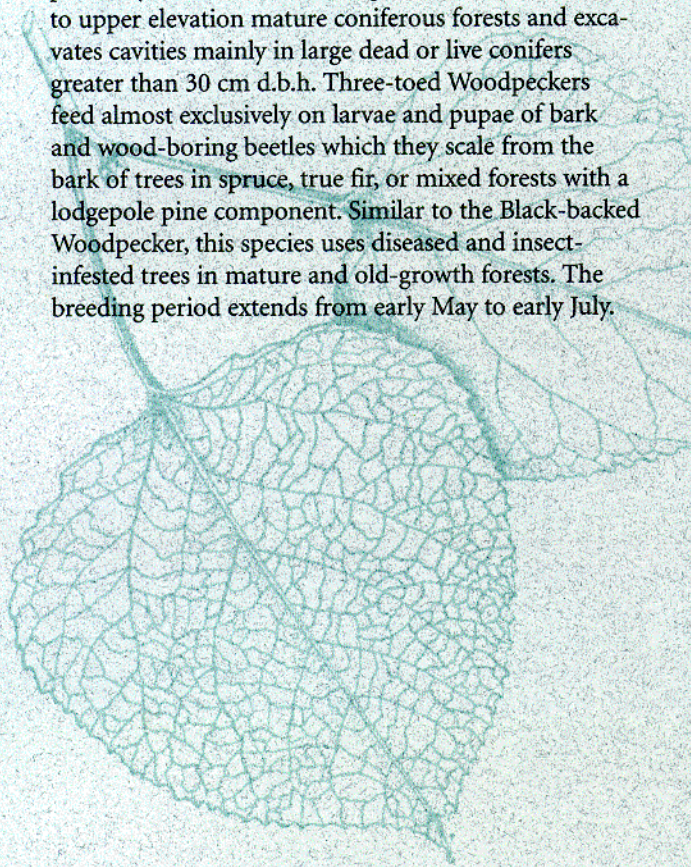 to upper elevation mature coniferous forests and exca-
vates cavities mainly in large dead or live conifers
greater than 30 cm d.b.h. Three-toed Woodpeckers
feed almost exclusively on larvae and pupae of bark
and wood-boring beetles which they scale from the
bark of trees in spruce, true fir, or mixed forests with a
lodgepole pine component. Similar to the Black-backed
Woodpecker, this species uses diseased and insect-
infested trees in mature and old-growth forests. The
breeding period extends from early May to early July.